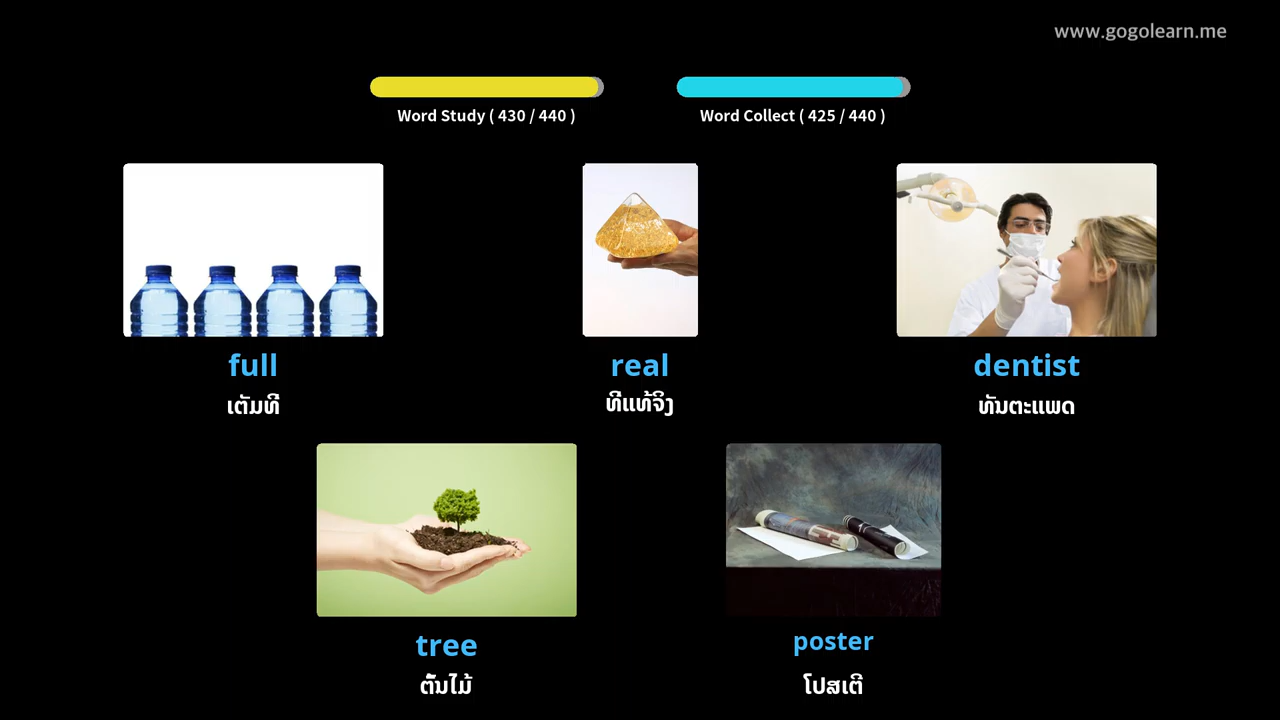 www.gogolearn.me
Word Study ( 430 / 440 )
Word Collect ( 425 / 440 )
full
real
dentist
ເຕັມທີ
ທີແທ້ຈິງ
ທັນຕະແພດ
tree
poster
ຕົ້ນໄມ້
ໂປສເຕີ